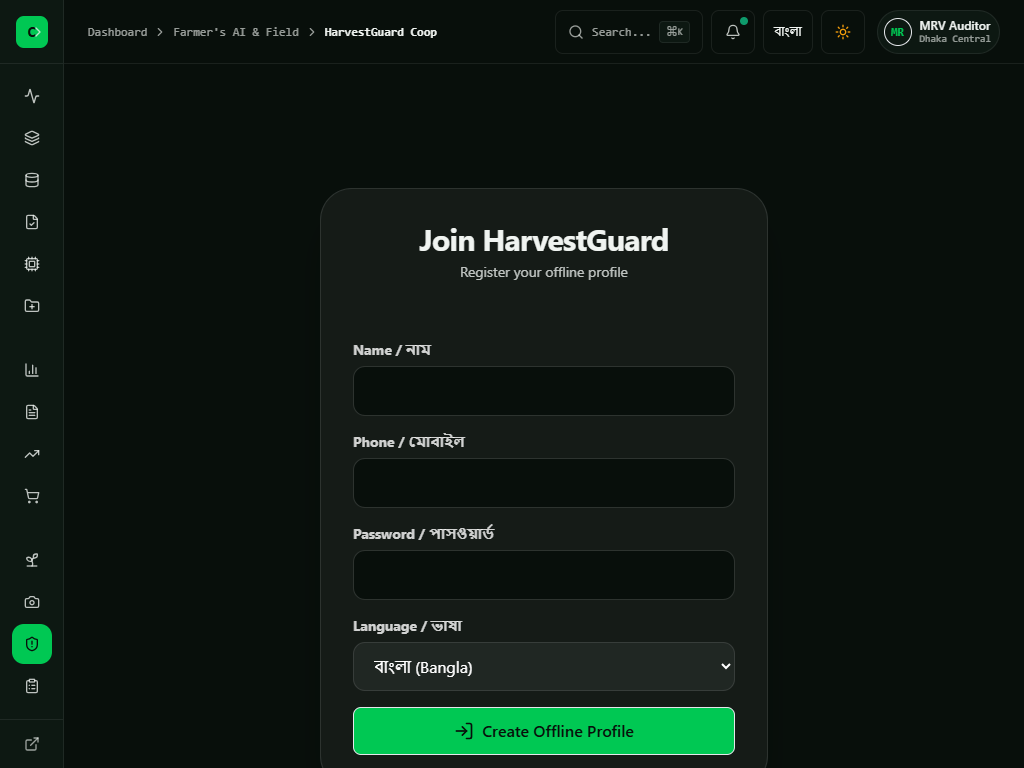 C
Dashboard > Farmer's AI & Field > HarvestGuard Coop
Search... ⌘K
বাংলা
MR
MRV Auditor
Dhaka Central
Join HarvestGuard
Register your offline profile
Name / নাম
Phone / মোবাইল
Password / পাসওয়ার্ড
Language / ভাষা
বাংলা (Bangla)
Create Offline Profile